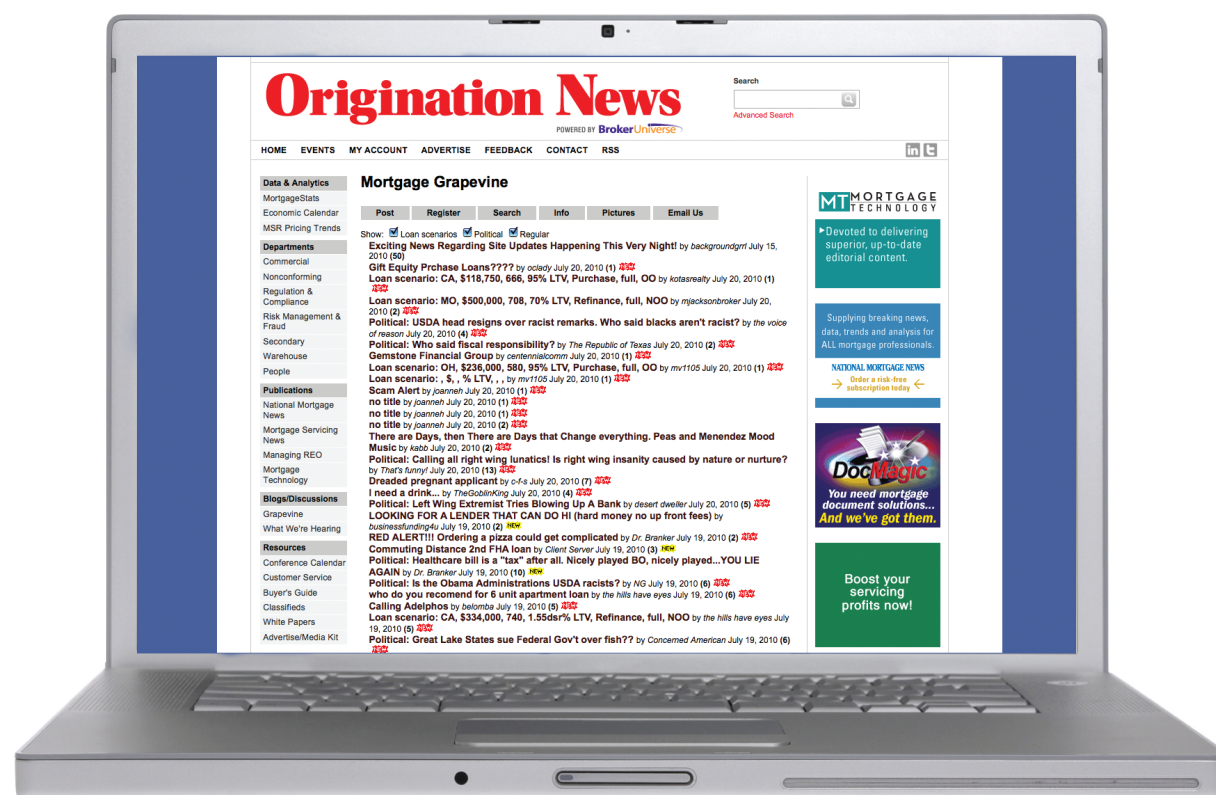 Origination News
POWERED BY BrokerUniverse
Search
Advanced Search
HOME EVENTS MY ACCOUNT ADVERTISE FEEDBACK CONTACT RSS
in t
Data & Analytics
MortgageStats
Economic Calendar
MSR Pricing Trends
Departments
Commercial
Nonconforming
Regulation &
Compliance
Risk Management &
Fraud
Secondary
Warehouse
People
Publications
National Mortgage
News
Mortgage Servicing
News
Managing REO
Mortgage
Technology
Blogs/Discussions
Grapevine
What We're Hearing
Resources
Conference Calendar
Customer Service
Buyer's Guide
Classifieds
White Papers
Advertise/Media Kit
Mortgage Grapevine
Post Register Search Info Pictures Email Us
Show: Loan scenarios Political Regular
Exciting News Regarding Site Updates Happening This Very Night! by backgroundgrrl July 15,
2010 (50)
Gift Equity Prchase Loans???? by oclady July 20, 2010 (1)
Loan scenario: CA, $118,750, 666, 95% LTV, Purchase, full, OO by kotasrealty July 20, 2010 (1)
Loan scenario: MO, $500,000, 708, 70% LTV, Refinance, full, NOO by mjacksonbroker July 20,
2010 (2)
Political: USDA head resigns over racist remarks. Who said blacks aren't racist? by the voice
of reason July 20, 2010 (4)
Political: Who said fiscal responsibility? by The Republic of Texas July 20, 2010 (2)
Gemstone Financial Group by centennialcomm July 20, 2010 (1)
Loan scenario: OH, $236,000, 580, 95% LTV, Purchase, full, OO by mv1105 July 20, 2010 (1)
Loan scenario: , $, , % LTV, , , by mv1105 July 20, 2010 (1)
Scam Alert by joanneh July 20, 2010 (1)
no title by joanneh July 20, 2010 (1)
no title by joanneh July 20, 2010 (1)
no title by joanneh July 20, 2010 (2)
There are Days, then There are Days that Change everything. Peas and Menendez Mood
Music by kabb July 20, 2010 (2)
Political: Calling all right wing lunatics! Is right wing insanity caused by nature or nurture?
by That's funny! July 20, 2010 (13)
Dreaded pregnant applicant by c-f-s July 20, 2010 (7)
I need a drink... by TheGoblinKing July 20, 2010 (4)
Political: Left Wing Extremist Tries Blowing Up A Bank by desert dweller July 20, 2010 (5)
LOOKING FOR A LENDER THAT CAN DO HI (hard money no up front fees) by
businessfunding4u July 19, 2010 (2) NEW
RED ALERT!!! Ordering a pizza could get complicated by Dr. Branker July 19, 2010 (2)
Commuting Distance 2nd FHA loan by Client Server July 19, 2010 (3) NEW
Political: Healthcare bill is a "tax" after all. Nicely played BO, nicely played...YOU LIE
AGAIN by Dr. Branker July 19, 2010 (10) NEW
Political: Is the Obama Administrations USDA racists? by NG July 19, 2010 (6)
who do you recomend for 6 unit apartment loan by the hills have eyes July 19, 2010 (6)
Calling Adelphos by belomba July 19, 2010 (5)
Loan scenario: CA, $334,000, 740, 1.55dsr% LTV, Refinance, full, NOO by the hills have eyes July
19, 2010 (5)
Political: Great Lake States sue Federal Gov't over fish?? by Concerned American July 19, 2010 (6)
MT MORTGAGE
TECHNOLOGY
Devoted to delivering
superior, up-to-date
editorial content.
Supplying breaking news,
data, trends and analysis for
ALL mortgage professionals.
NATIONAL MORTGAGE NEWS
Order a risk-free
subscription today
DocMagic
You need mortgage
document solutions...
And we've got them.
Boost your
servicing
profits now!